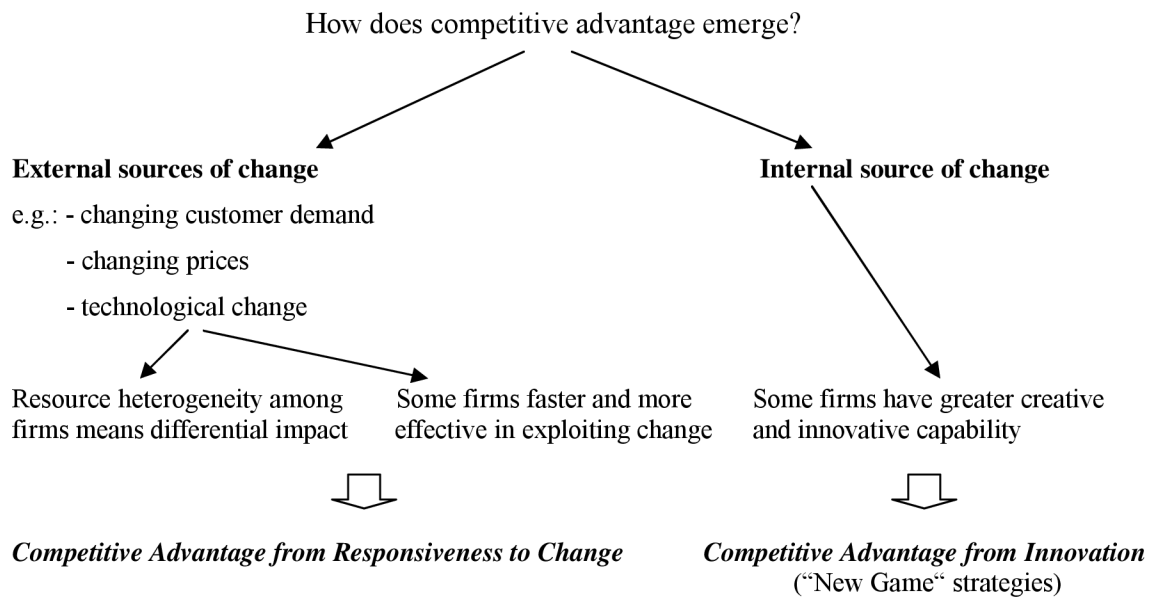 How does competitive advantage emerge?
External sources of change
e.g.: - changing customer demand
- changing prices
- technological change
Internal source of change
Resource heterogeneity among
firms means differential impact
Some firms faster and more
effective in exploiting change
Some firms have greater creative
and innovative capability
Competitive Advantage from Responsiveness to Change
Competitive Advantage from Innovation
(“New Game“ strategies)